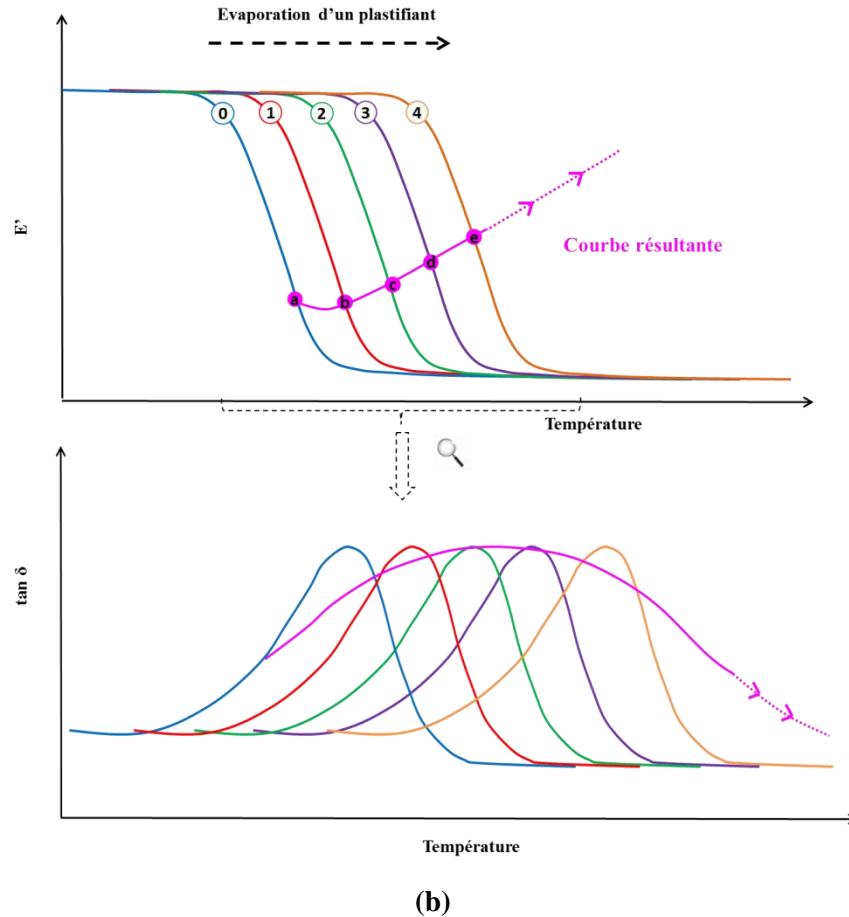 Evaporation d'un plastifiant
0 1 2 3 4
E'
a b c d e
Courbe résultante
Température
tan δ
Température
(b)